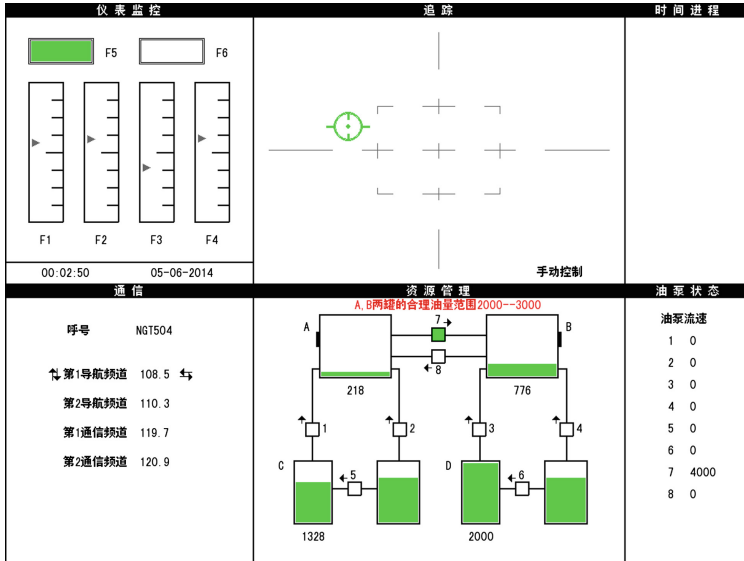 仪表监控
追踪
时间进程
F5
F6
F1
F2
F3
F4
00:02:50
05-06-2014
手动控制
通信
资源管理
油泵状态
呼号 NGT504
第1导航频道 108.5
第2导航频道 110.3
第1通信频道 119.7
第2通信频道 120.9
A,B两罐的合理油量范围2000--3000
A
7
B
8
218
776
1
2
3
4
C
5
D
6
1328
2000
油泵流速
1 0
2 0
3 0
4 0
5 0
6 0
7 4000
8 0